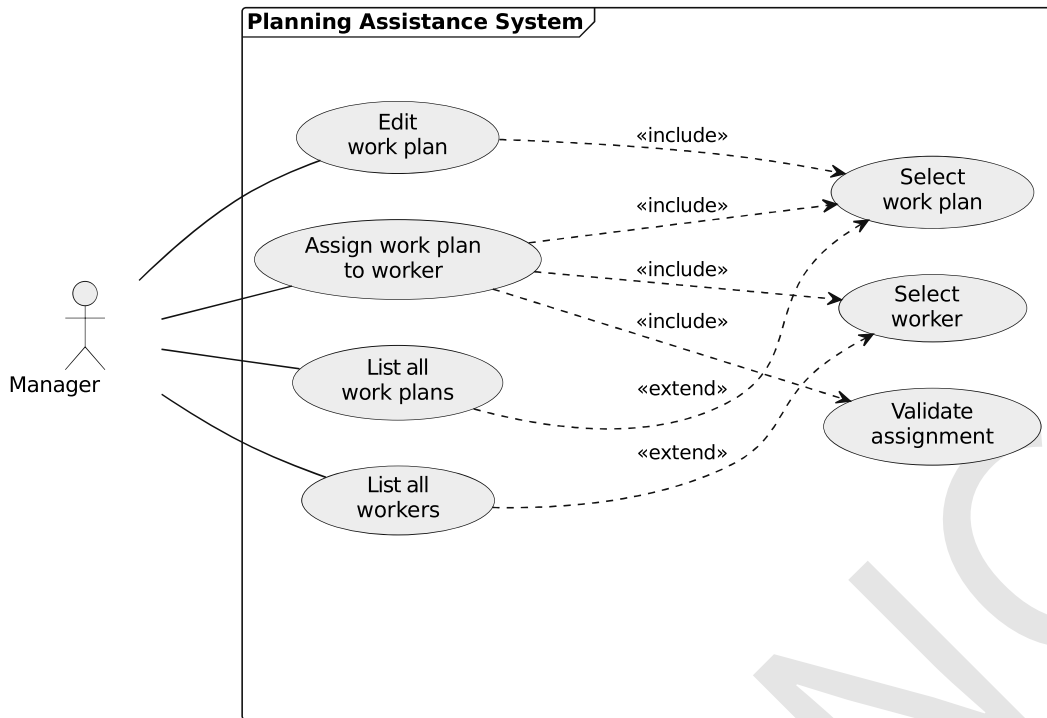 Planning Assistance System
Edit
work plan
«include»
Select
work plan
«include»
Assign work plan
to worker
«include»
Select
worker
«include»
Manager
List all
work plans
«extend»
Validate
assignment
«extend»
List all
workers